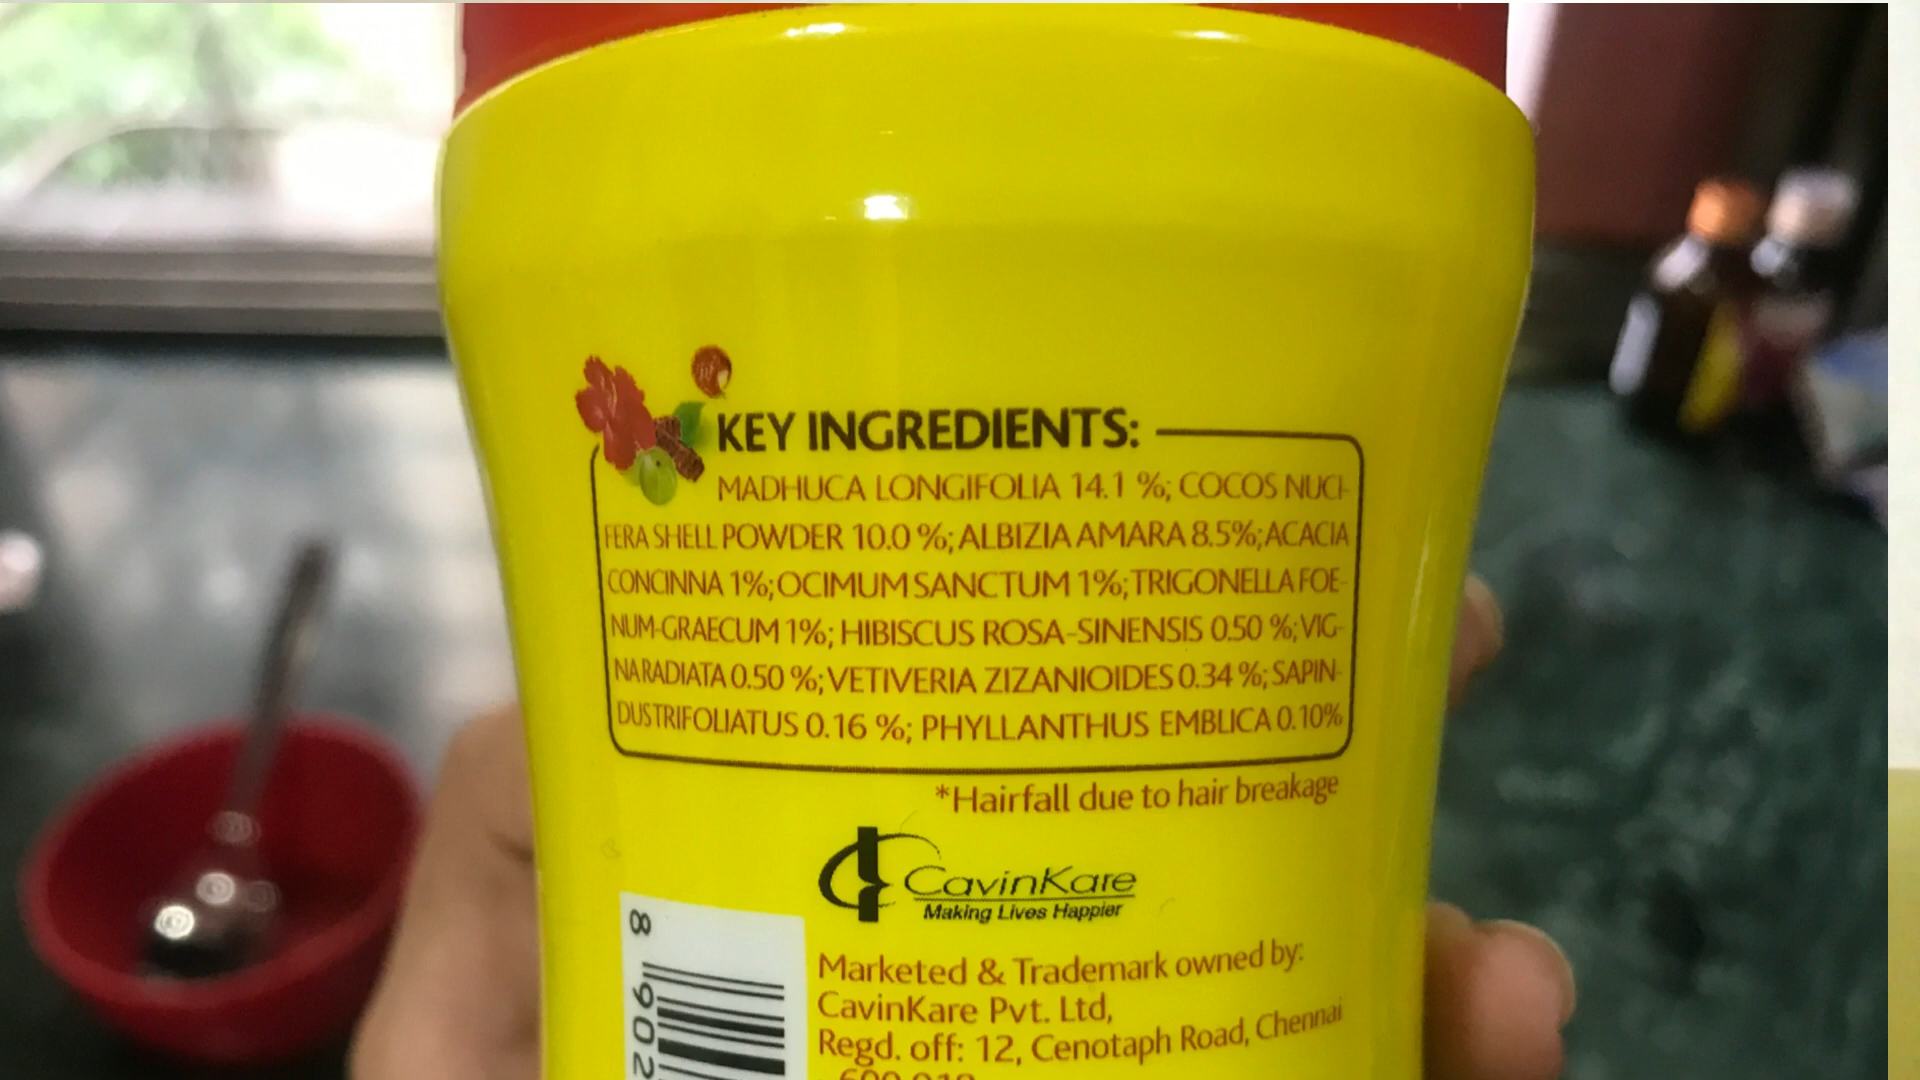 KEY INGREDIENTS:
MADHUCA LONGIFOLIA 14.1 %; COCOS NUCI-
FERA SHELL POWDER 10.0 %; ALBIZIA AMARA 8.5%; ACACIA
CONCINNA 1%; OCIMUM SANCTUM 1%; TRIGONELLA FOE-
NUM-GRAECUM 1%; HIBISCUS ROSA-SINENSIS 0.50 %; VIG-
NA RADIATA 0.50 %; VETIVERIA ZIZANIOIDES 0.34 %; SAPIN-
DUSTRIFOLIATUS 0.16 %; PHYLLANTHUS EMBLICA 0.10%
*Hairfall due to hair breakage
CavinKare
Making Lives Happier
8 902
Marketed & Trademark owned by:
CavinKare Pvt. Ltd,
Regd. off: 12, Cenotaph Road, Chennai